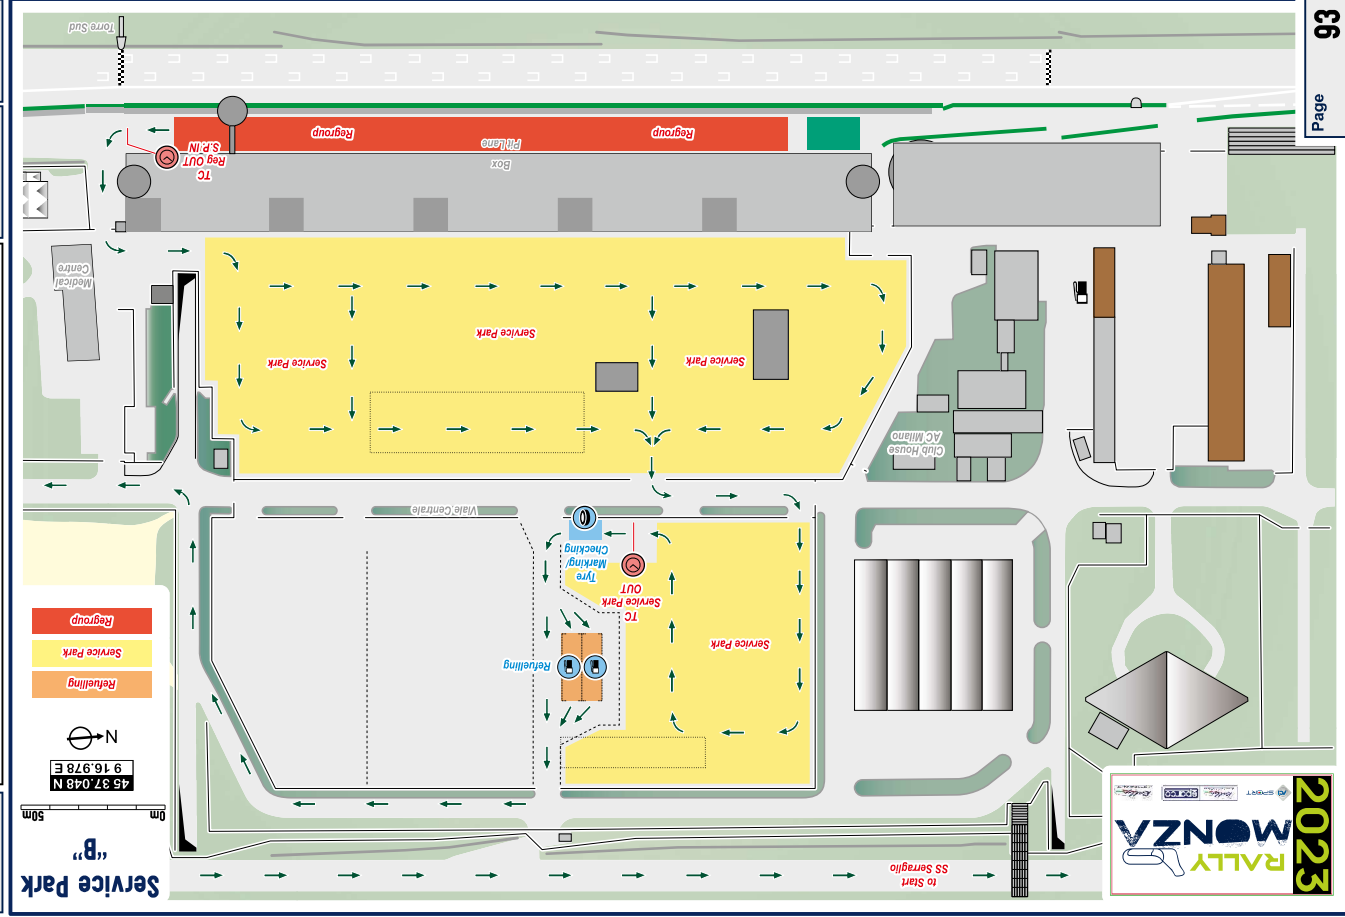 Page 93
Torre Sud
Regroup
Pit Lane
Regroup
TC
Reg OUT
S.P.IN
Box
Medical
Centre
Service Park
Service Park
Service Park
Club House
AC Milano
Viale Centrale
Tyre
Marking/
Checking
TC
Service Park
OUT
Service Park
Refuelling
Regroup
Service Park
Refuelling
N
45 37.048 N
9 16.978 E
0m 50m
Service Park
"B"
to Start
SS Serraglio
RALLY
MONZA
2023
SPORT
SPARCO